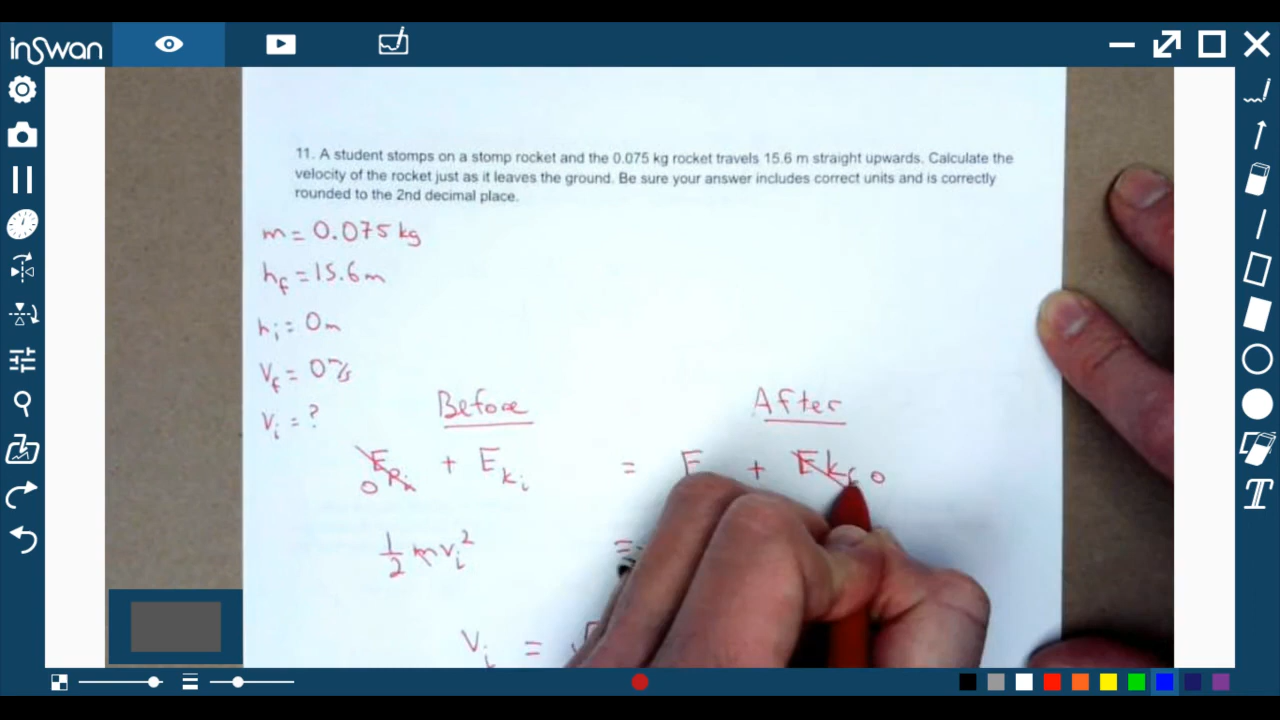 inSwan
11. A student stomps on a stomp rocket and the 0.075 kg rocket travels 15.6 m straight upwards. Calculate the
velocity of the rocket just as it leaves the ground. Be sure your answer includes correct units and is correctly
rounded to the 2nd decimal place.
m = 0.075 kg
hf = 15.6 m
hi = 0 m
Vf = 0 m/s
Vi = ?
Before After
EPi 0 + Eki = E + Ekf 0
1/2 mvi² =
Vi = √
T